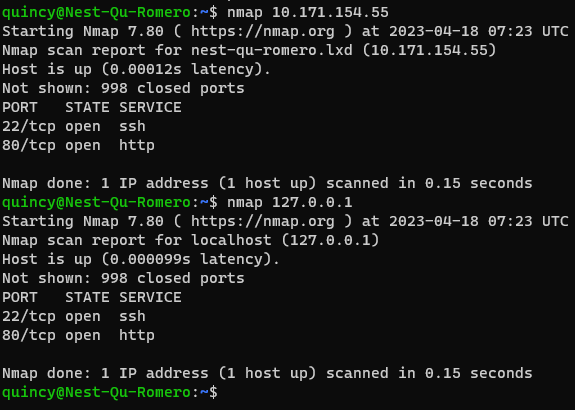 quincy@Nest-Qu-Romero:~$ nmap 10.171.154.55
Starting Nmap 7.80 ( https://nmap.org ) at 2023-04-18 07:23 UTC
Nmap scan report for nest-qu-romero.lxd (10.171.154.55)
Host is up (0.00012s latency).
Not shown: 998 closed ports
PORT   STATE SERVICE
22/tcp open  ssh
80/tcp open  http

Nmap done: 1 IP address (1 host up) scanned in 0.15 seconds
quincy@Nest-Qu-Romero:~$ nmap 127.0.0.1
Starting Nmap 7.80 ( https://nmap.org ) at 2023-04-18 07:23 UTC
Nmap scan report for localhost (127.0.0.1)
Host is up (0.000099s latency).
Not shown: 998 closed ports
PORT   STATE SERVICE
22/tcp open  ssh
80/tcp open  http

Nmap done: 1 IP address (1 host up) scanned in 0.15 seconds
quincy@Nest-Qu-Romero:~$